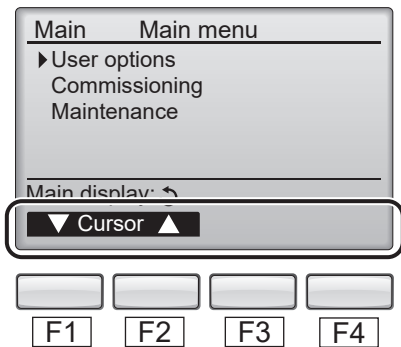 Main Main menu
User options
Commissioning
Maintenance
Main display:
▼ Cursor ▲
F1 F2 F3 F4